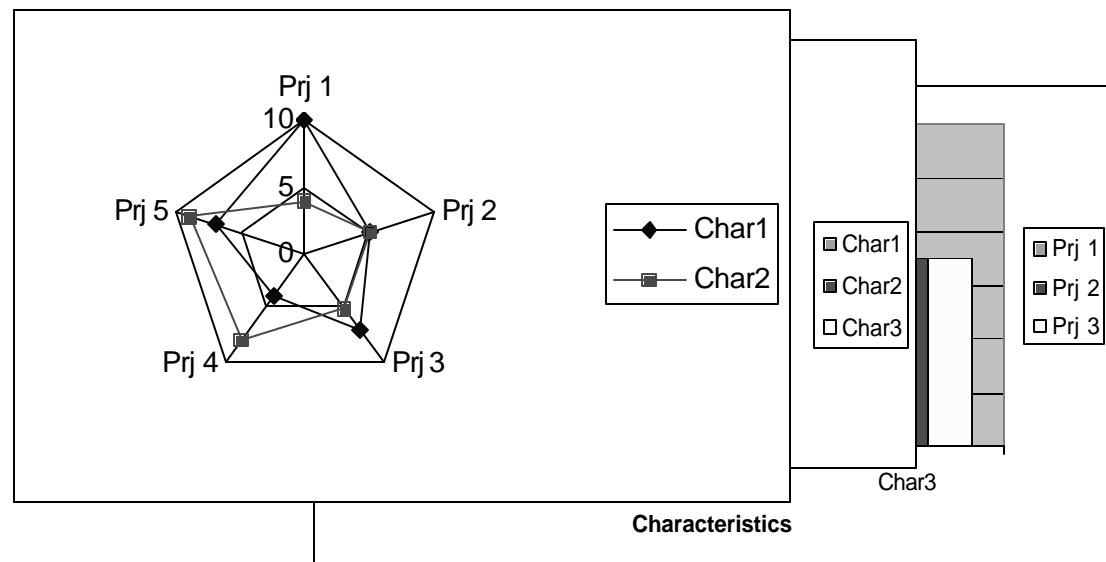 Prj 1
10
5
0
Prj 5
Prj 2
Prj 4
Prj 3
Char1
Char2
Char1
Char2
Char3
Prj 1
Prj 2
Prj 3
Char3
Characteristics